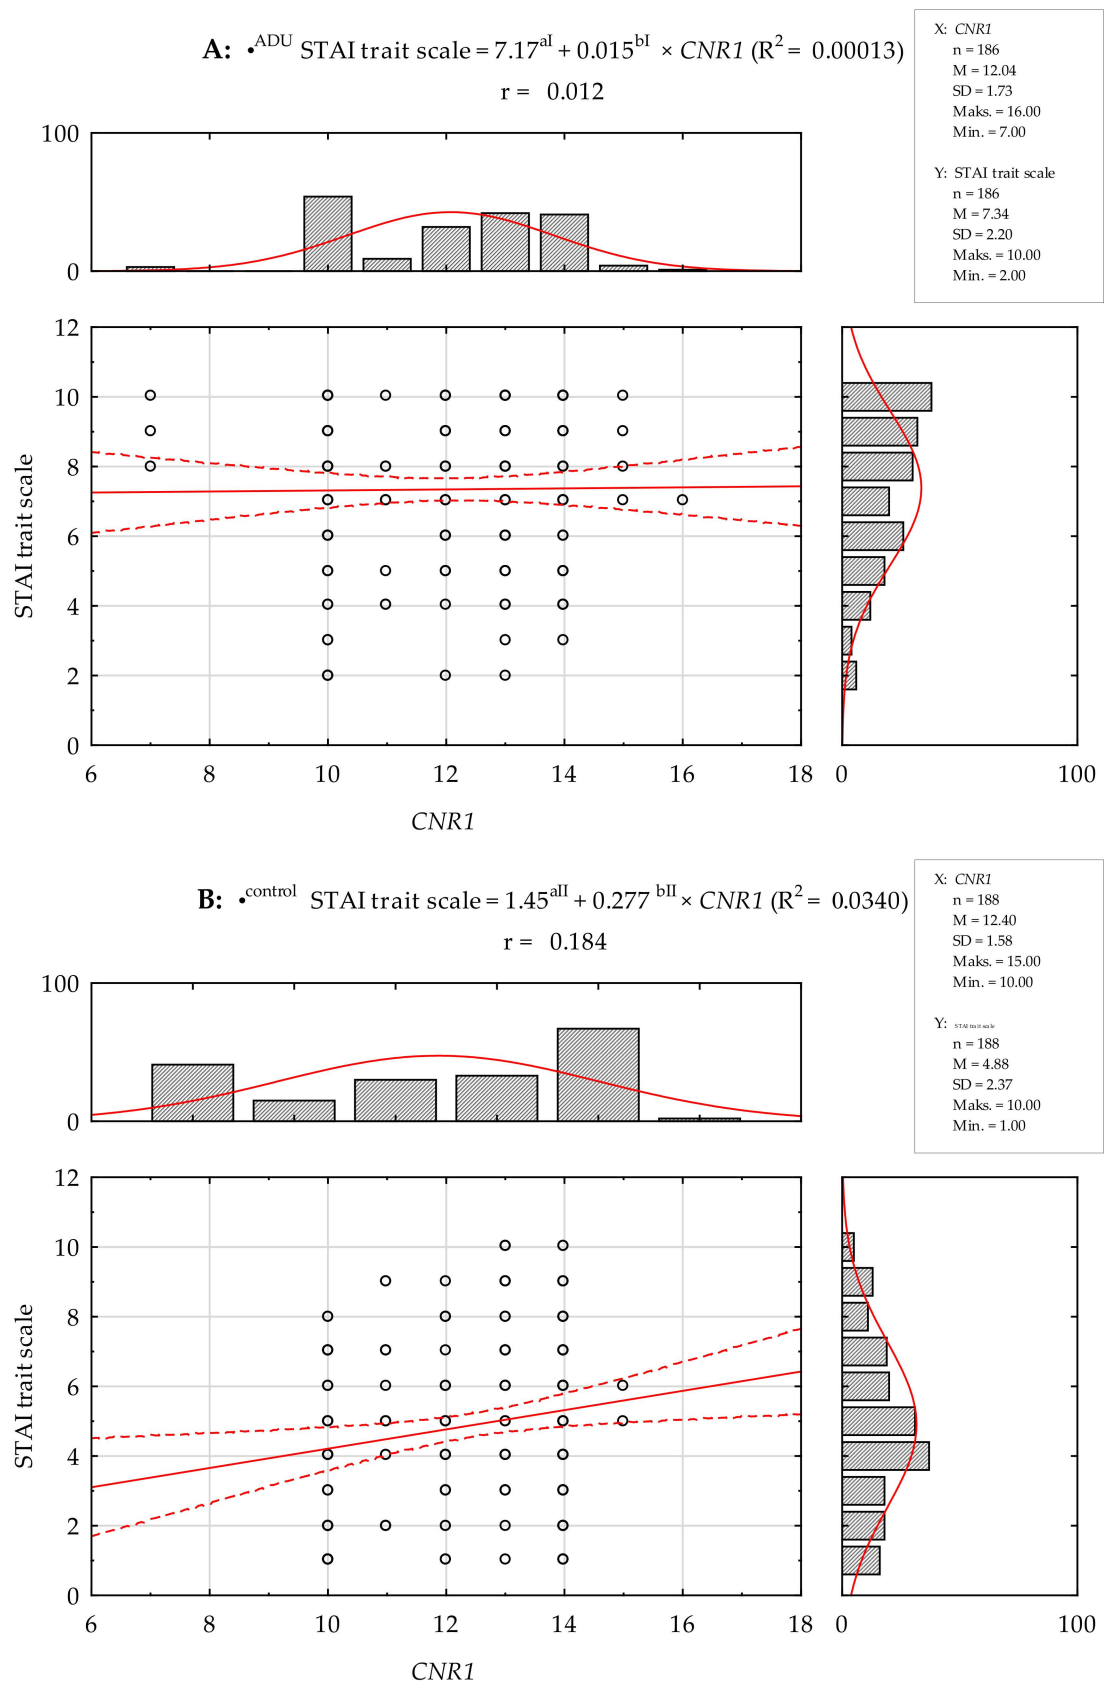 A: •ADU STAI trait scale = 7.17aI + 0.015bI × CNR1 (R2 = 0.00013)
r = 0.012
X: CNR1
n = 186
M = 12.04
SD = 1.73
Maks. = 16.00
Min. = 7.00
Y: STAI trait scale
n = 186
M = 7.34
SD = 2.20
Maks. = 10.00
Min. = 2.00
100
0
12
10
8
6
4
2
0
STAI trait scale
6 8 10 12 14 16 18
CNR1
0 100
B: •control STAI trait scale = 1.45aII + 0.277 bII × CNR1 (R2 = 0.0340)
r = 0.184
X: CNR1
n = 188
M = 12.40
SD = 1.58
Maks. = 15.00
Min. = 10.00
Y: STAI trait scale
n = 188
M = 4.88
SD = 2.37
Maks. = 10.00
Min. = 1.00
100
0
12
10
8
6
4
2
0
STAI trait scale
6 8 10 12 14 16 18
CNR1
0 100